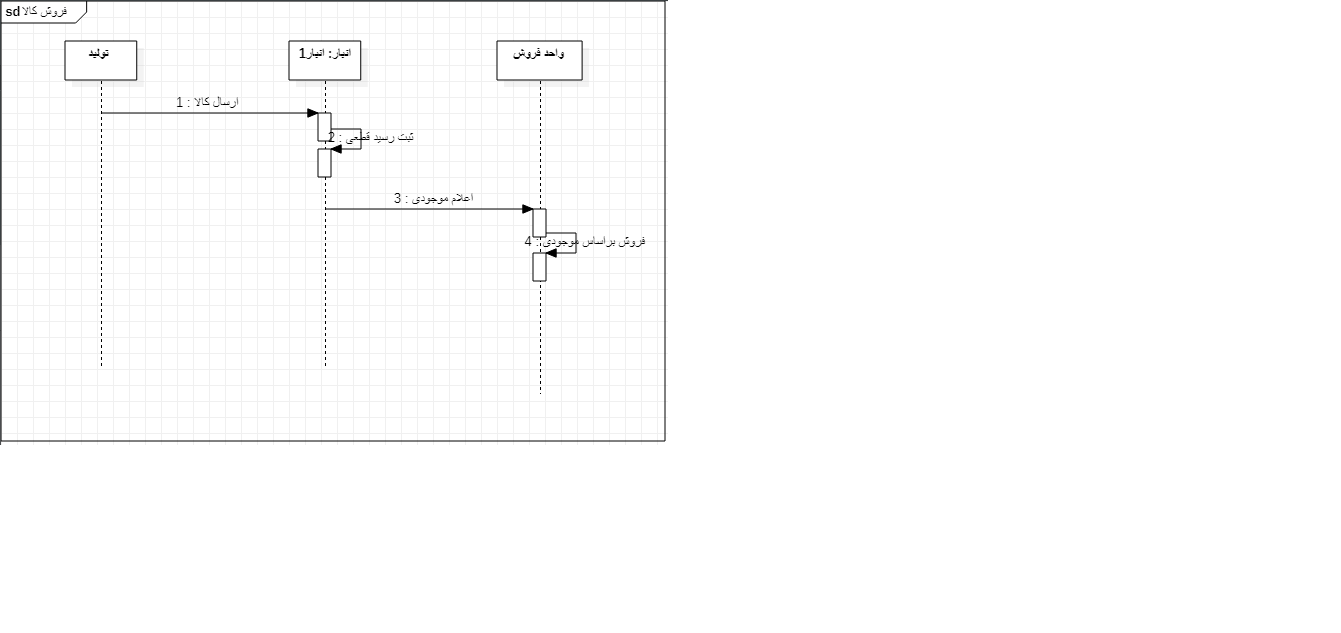 sd فروش کالا
تولید
انبار1 :انبار
واحد فروش
1 : ارسال کالا
2 : ثبت رسید قطعی
3 : اعلام موجودی
4 : فروش براساس موجودی